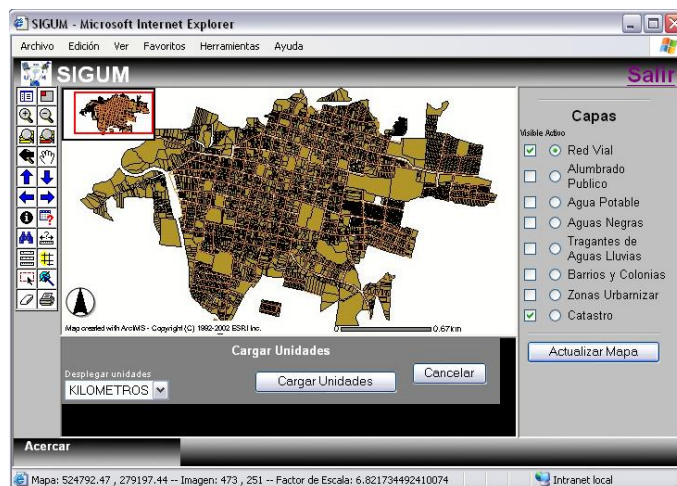 SIGUM - Microsoft Internet Explorer
Archivo Edición Ver Favoritos Herramientas Ayuda
SIGUM
Salir
Map created with ArcIMS - Copyright (C) 1992-2002 ESRI Inc.
0 0.67km
Capas
Visible Activo
Red Vial
Alumbrado
Publico
Agua Potable
Aguas Negras
Tragantes de
Aguas Lluvias
Barrios y Colonias
Zonas Urbarnizar
Catastro
Actualizar Mapa
Cargar Unidades
Desplegar unidades
KILOMETROS
Cargar Unidades
Cancelar
Acercar
Mapa: 524792.47 , 279197.44 -- Imagen: 473 , 251 -- Factor de Escala: 6.821734492410074
Intranet local